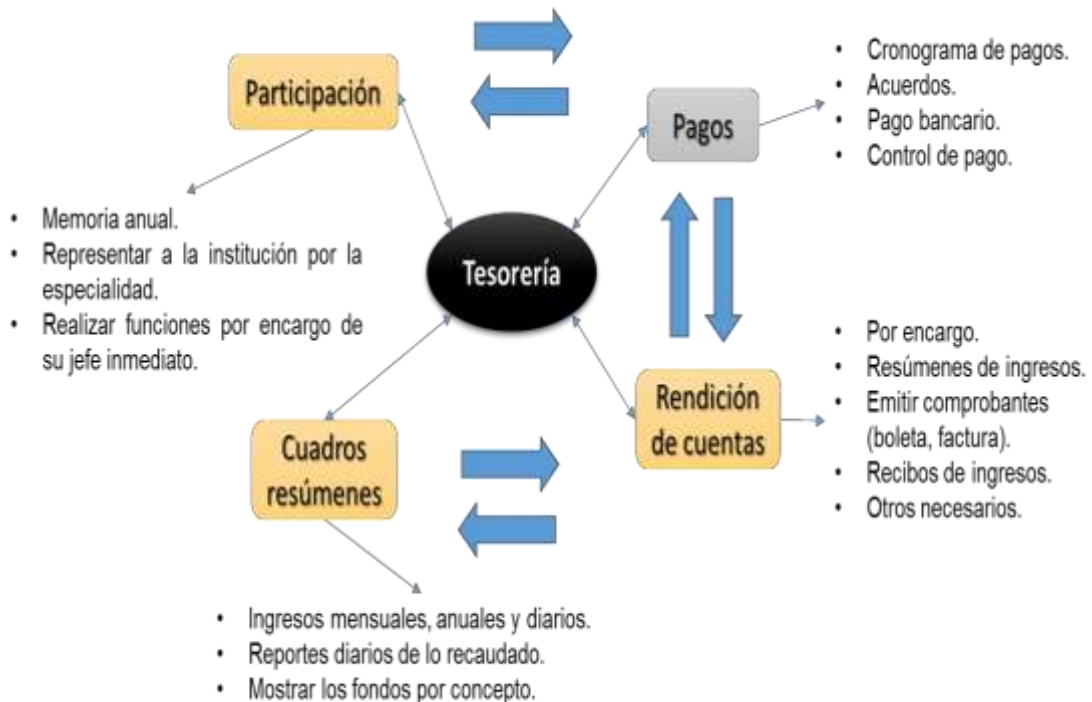 Participación
• Memoria anual.
• Representar a la institución por la
especialidad.
• Realizar funciones por encargo de
su jefe inmediato.
Pagos
• Cronograma de pagos.
• Acuerdos.
• Pago bancario.
• Control de pago.
Tesorería
Rendición
de cuentas
• Por encargo.
• Resúmenes de ingresos.
• Emitir comprobantes
(boleta, factura).
• Recibos de ingresos.
• Otros necesarios.
Cuadros
resúmenes
• Ingresos mensuales, anuales y diarios.
• Reportes diarios de lo recaudado.
• Mostrar los fondos por concepto.